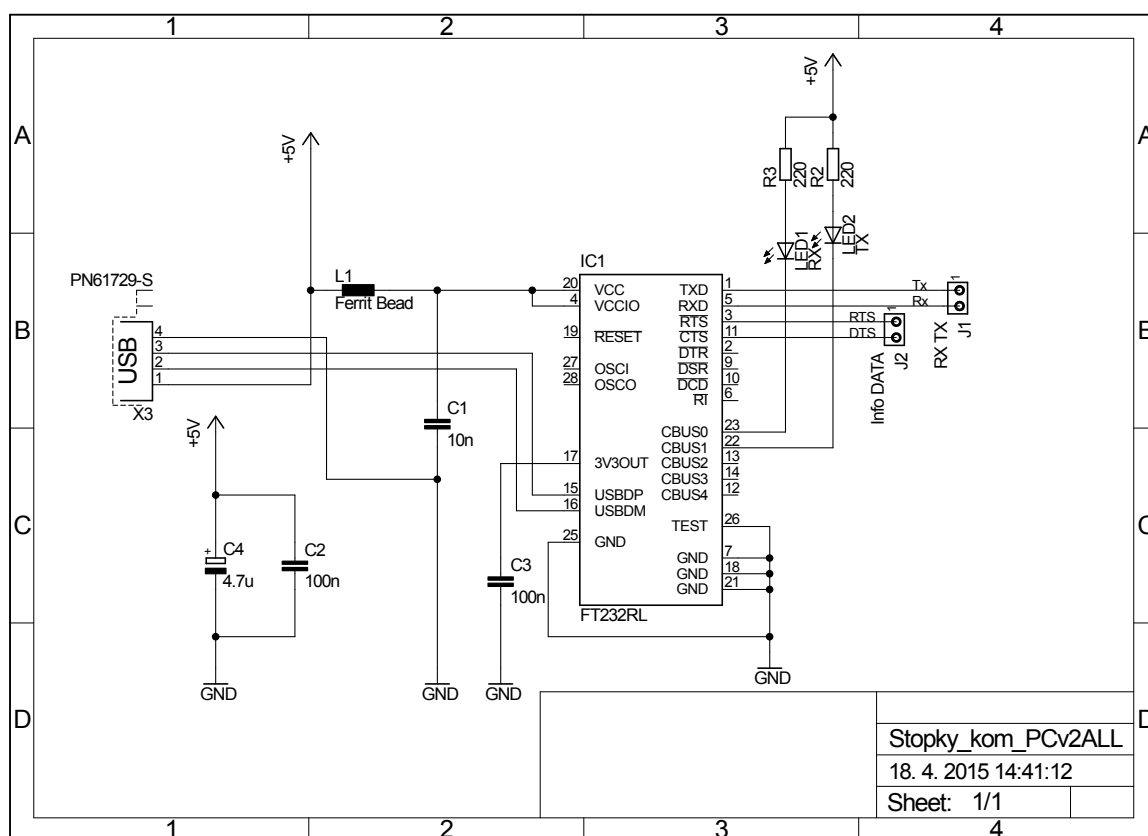 1 2 3 4
A A
+5V
+5V
R3 220 R2 220
LED1 RX
LED2 TX
PN61729-S
USB
4
3
2
1
X3
L1
Ferrit Bead
IC1
20 VCC TXD 1 Tx
4 VCCIO RXD 5 Rx
RTS 3 RTS
19 RESET CTS 11 DTS
DTR 2
27 OSCI DSR 9
28 OSCO DCD 10
RI 6
1
J1
RX TX
1
J2
Info DATA
B B
CBUS0 23
CBUS1 22
17 3V3OUT CBUS2 13
CBUS3 14
15 USBDP CBUS4 12
16 USBDM
TEST 26
25 GND
GND 7
GND 18
GND 21
FT232RL
C1
10n
+5V
C C
+
C4
4.7u
C2
100n
C3
100n
GND
GND
GND
GND
D D
Stopky_kom_PCv2ALL
18. 4. 2015 14:41:12
Sheet: 1/1
1 2 3 4